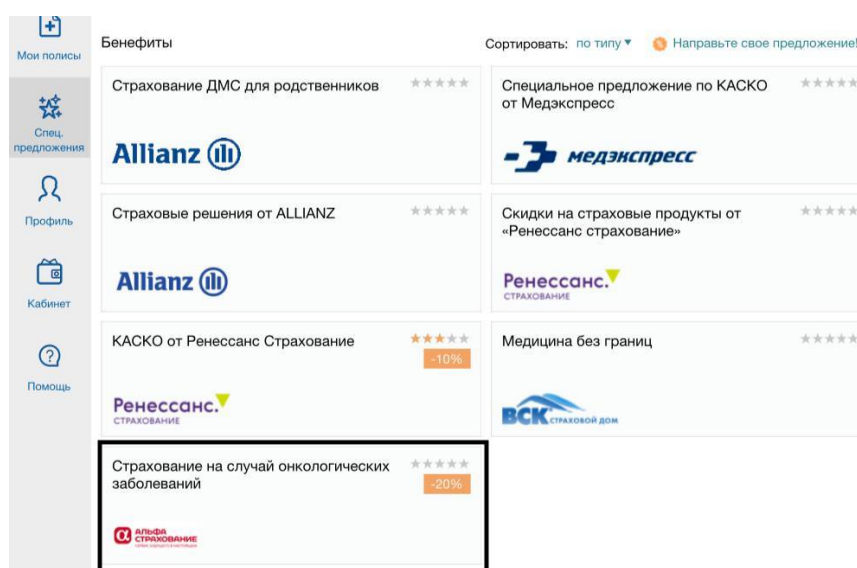 Мои полисы
Спец.
предложения
Профиль
Кабинет
Помощь
Бенефиты
Сортировать: по типу
Направьте свое предложение!
Страхование ДМС для родственников
Allianz
Специальное предложение по КАСКО
от Медэкспресс
медэкспресс
Страховые решения от ALLIANZ
Allianz
Скидки на страховые продукты от
«Ренессанс страхование»
Ренессанс.
СТРАХОВАНИЕ
КАСКО от Ренессанс Страхование
-10%
Ренессанс.
СТРАХОВАНИЕ
Медицина без границ
ВСК СТРАХОВОЙ ДОМ
Страхование на случай онкологических
заболеваний
-20%
АЛЬФА
СТРАХОВАНИЕ